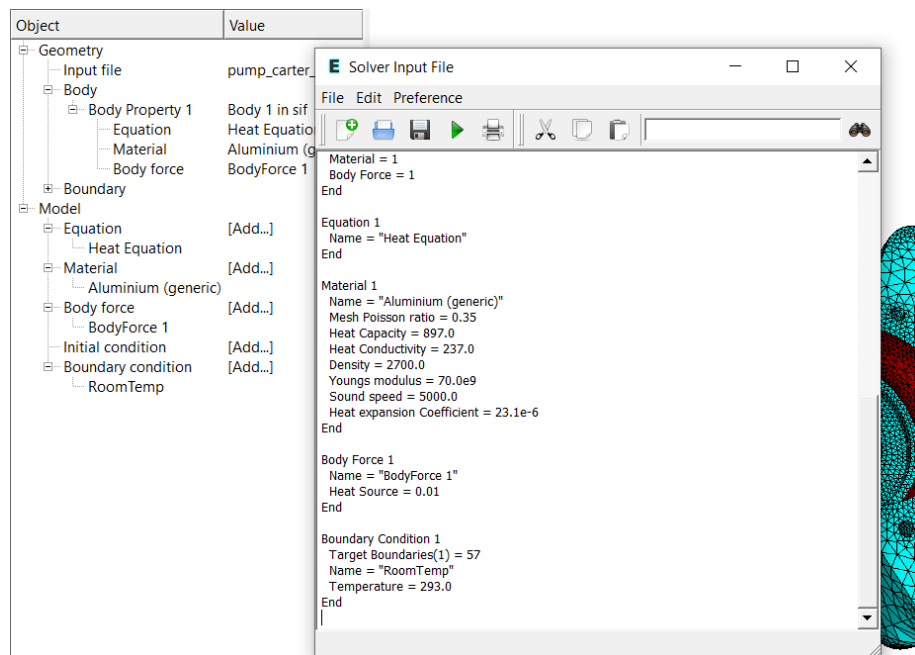 Object Value
Geometry
Input file pump_carter_
Body
Body Property 1 Body 1 in sif
Equation Heat Equatio
Material Aluminium (g
Body force BodyForce 1
Boundary
Model
Equation [Add...]
Heat Equation
Material [Add...]
Aluminium (generic)
Body force [Add...]
BodyForce 1
Initial condition [Add...]
Boundary condition [Add...]
RoomTemp
E Solver Input File
File Edit Preference
Material = 1
Body Force = 1
End
Equation 1
Name = "Heat Equation"
End
Material 1
Name = "Aluminium (generic)"
Mesh Poisson ratio = 0.35
Heat Capacity = 897.0
Heat Conductivity = 237.0
Density = 2700.0
Youngs modulus = 70.0e9
Sound speed = 5000.0
Heat expansion Coefficient = 23.1e-6
End
Body Force 1
Name = "BodyForce 1"
Heat Source = 0.01
End
Boundary Condition 1
Target Boundaries(1) = 57
Name = "RoomTemp"
Temperature = 293.0
End